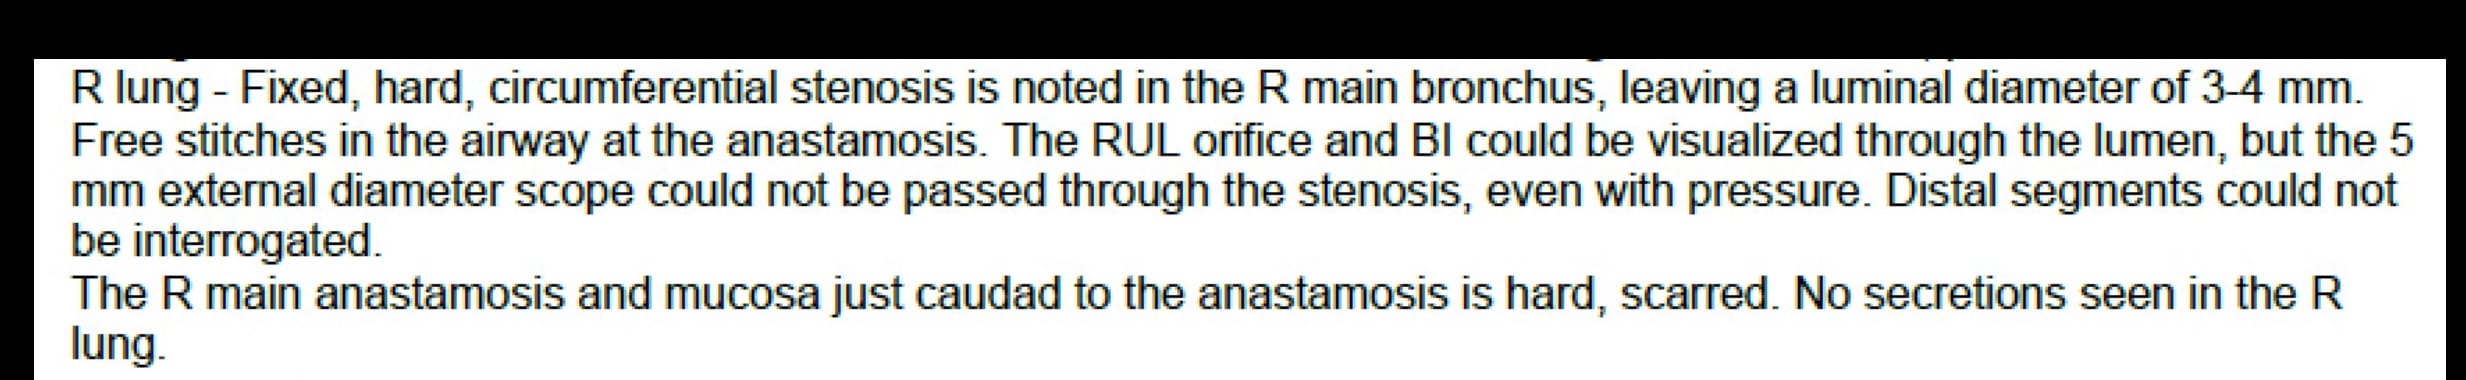 R lung - Fixed, hard, circumferential stenosis is noted in the R main bronchus, leaving a luminal diameter of 3-4 mm.
Free stitches in the airway at the anastamosis. The RUL orifice and BI could be visualized through the lumen, but the 5
mm external diameter scope could not be passed through the stenosis, even with pressure. Distal segments could not
be interrogated.
The R main anastamosis and mucosa just caudad to the anastamosis is hard, scarred. No secretions seen in the R
lung.